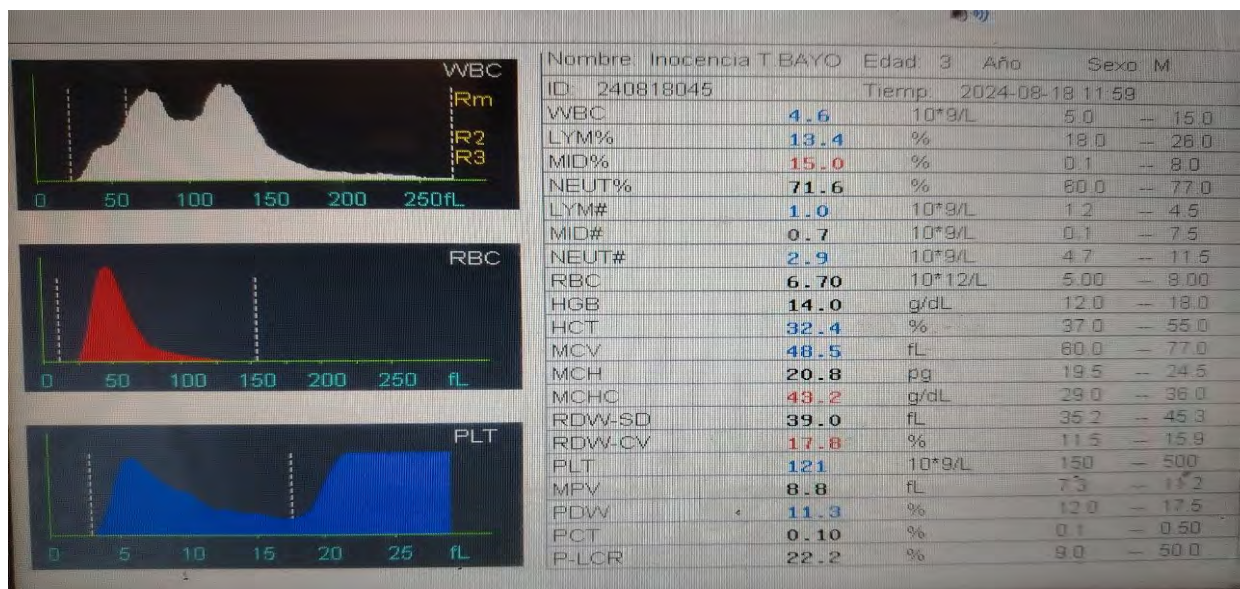 WBC
Rm
R2
R3
0 50 100 150 200 250fL
RBC
0 50 100 150 200 250 fL
PLT
0 5 10 15 20 25 fL
Nombre: Inocencia T.BAYO Edad: 3 Año Sexo M
ID: 240818045 Tiemp: 2024-08-18 11:59
WBC 4.6 10*9/L 5.0 -- 15.0
LYM% 13.4 % 18.0 -- 26.0
MID% 15.0 % 0.1 -- 8.0
NEUT% 71.6 % 60.0 -- 77.0
LYM# 1.0 10*9/L 1.2 -- 4.5
MID# 0.7 10*9/L 0.1 -- 7.5
NEUT# 2.9 10*9/L 4.7 -- 11.5
RBC 6.70 10*12/L 5.00 -- 8.00
HGB 14.0 g/dL 12.0 -- 18.0
HCT 32.4 % 37.0 -- 55.0
MCV 48.5 fL 60.0 -- 77.0
MCH 20.8 pg 19.5 -- 24.5
MCHC 43.2 g/dL 29.0 -- 36.0
RDW-SD 39.0 fL 35.2 -- 45.3
RDW-CV 17.8 % 11.5 -- 15.9
PLT 121 10*9/L 150 -- 500
MPV 8.8 fL 7.3 --
PDW 11.3 % 12.0 -- 17.5
PCT 0.10 % 0.1 -- 0.50
P-LCR 22.2 % 9.0 -- 50.0